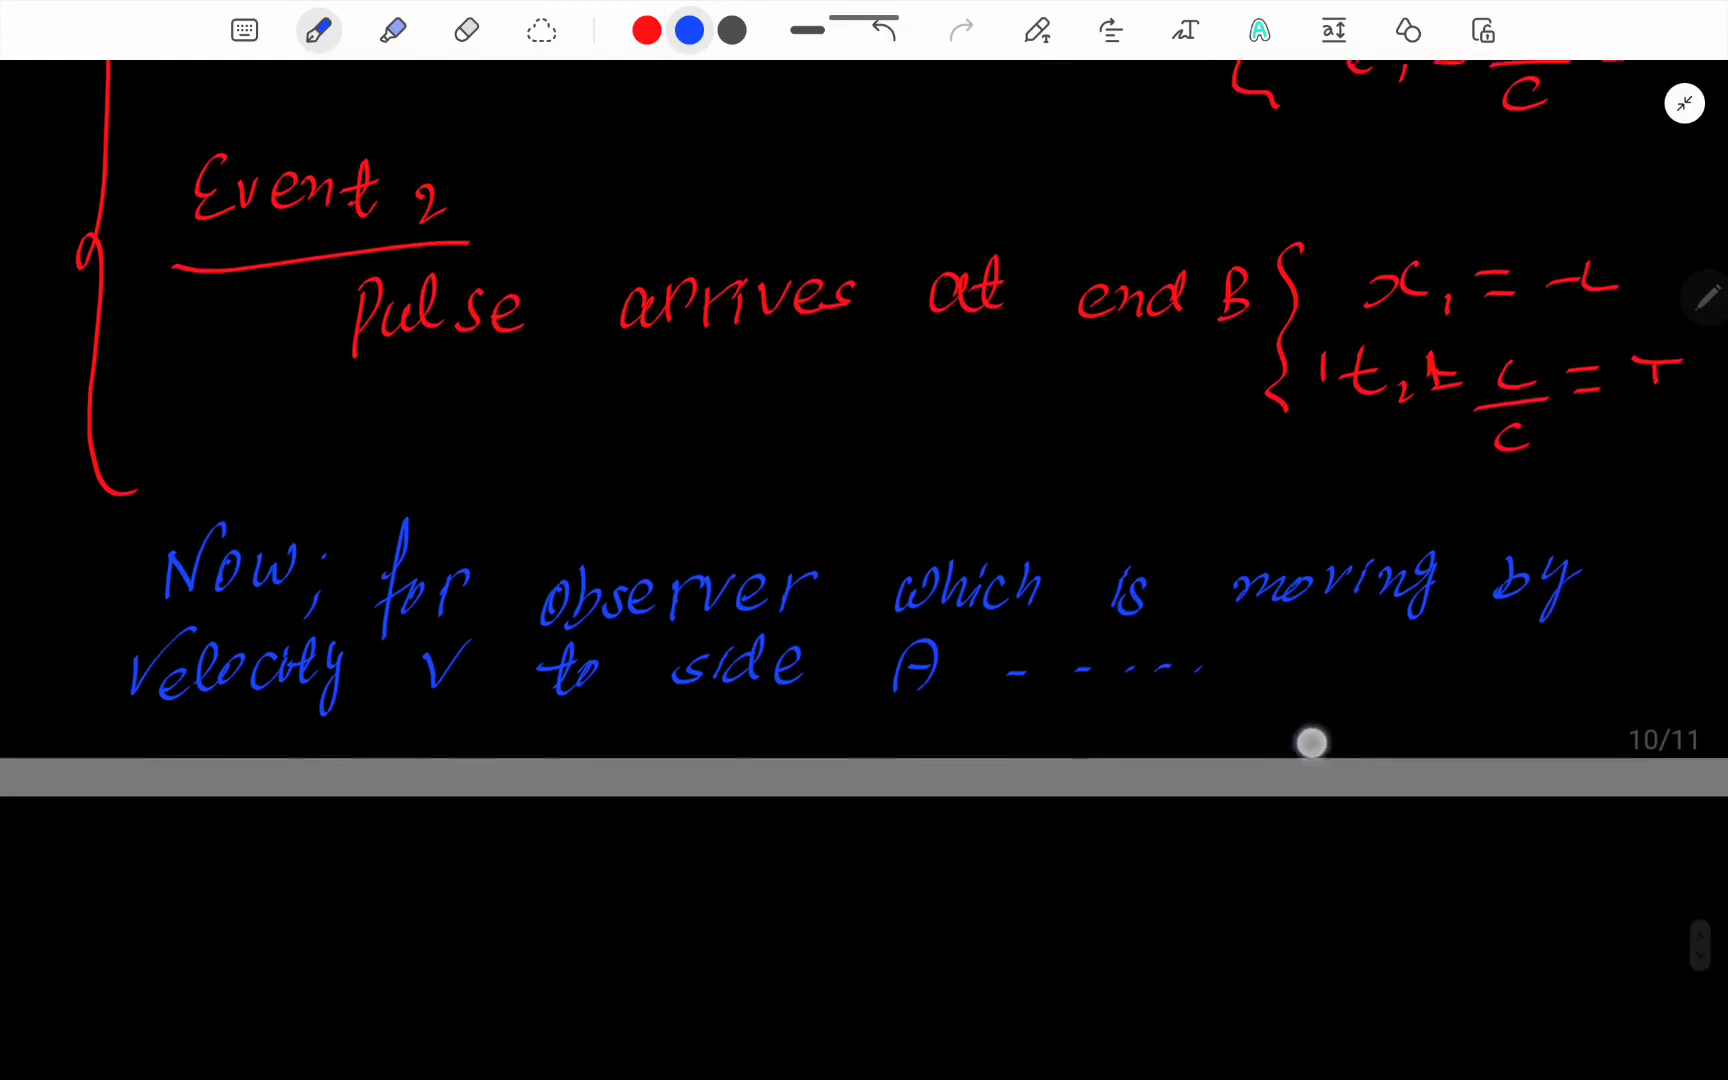 C
Event 2
Pulse arrives at end B { x₁ = -L
t₂ = L/C = T
Now; for observer which is moving by
velocity V to side A - - - - -
10/11